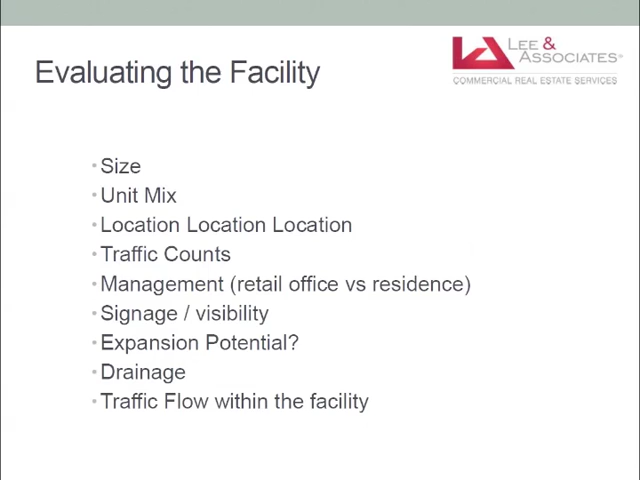 Evaluating the Facility
LEE &
ASSOCIATES
COMMERCIAL REAL ESTATE SERVICES
Size
Unit Mix
Location Location Location
Traffic Counts
Management (retail office vs residence)
Signage / visibility
Expansion Potential?
Drainage
Traffic Flow within the facility